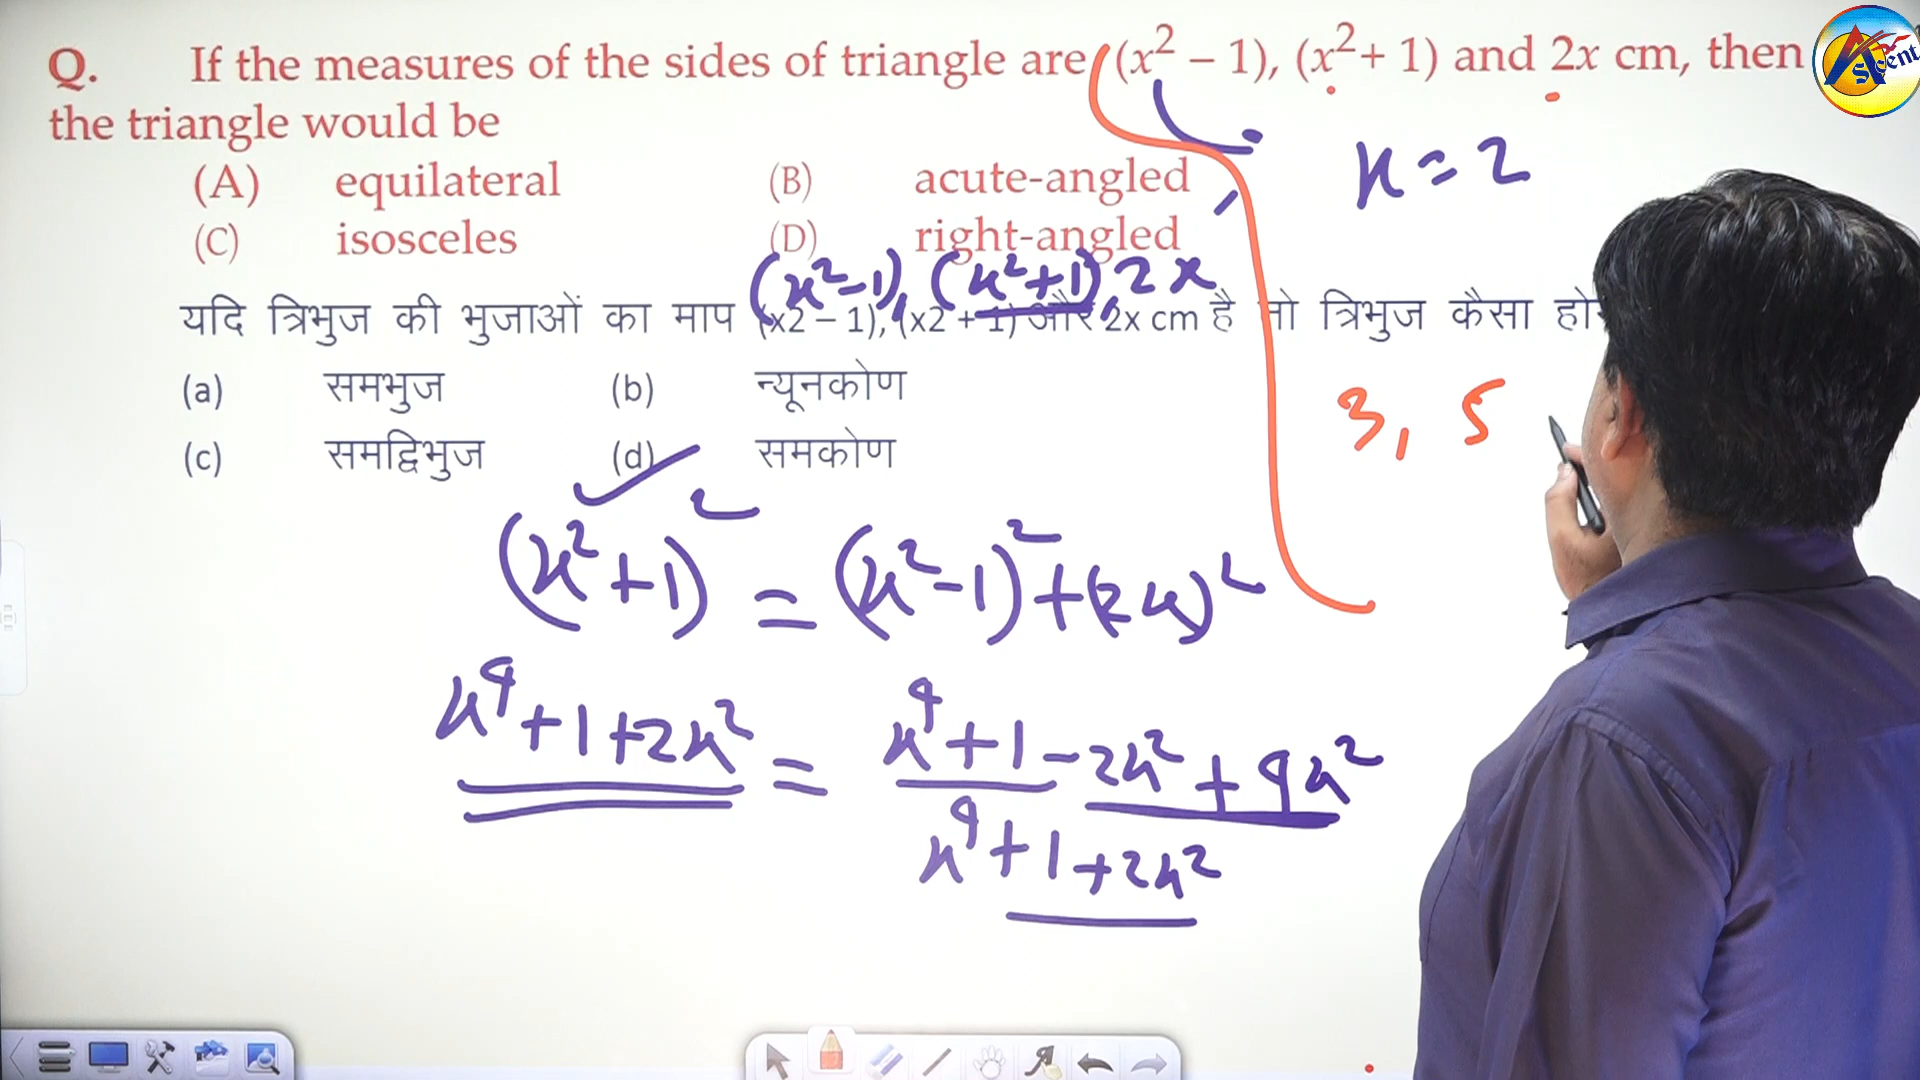 Q. If the measures of the sides of triangle are (x² – 1), (x² + 1) and 2x cm, then
the triangle would be
(A) equilateral (B) acute-angled
(C) isosceles (D) right-angled
x = 2
(x²-1), (x²+1), 2x
यदि त्रिभुज की भुजाओं का माप (x2 – 1), (x2 + 1) और 2x cm है तो त्रिभुज कैसा
(a) समभुज (b) न्यूनकोण
(c) समद्विभुज (d) समकोण
3, 5
(x²+1)² = (x²-1)²+(2x)²
x⁴+1+2x² = x⁴+1-2x²+4x²
x⁴+1+2x²
Ascent